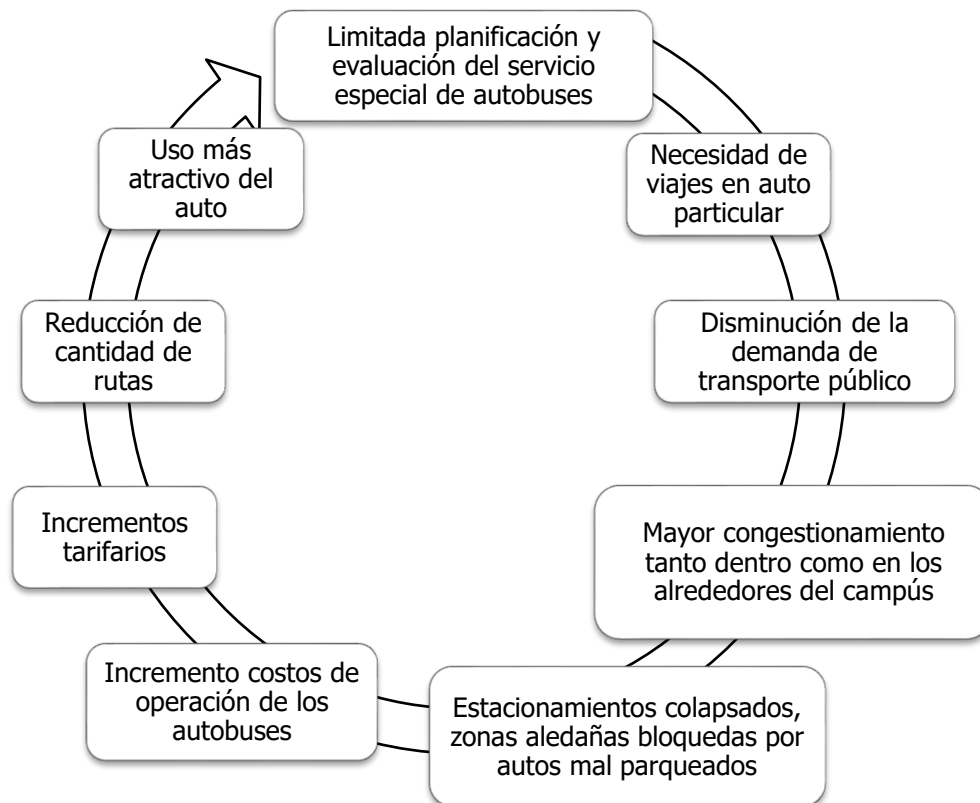 Limitada planificación y
evaluación del servicio
especial de autobuses
Necesidad de
viajes en auto
particular
Disminución de la
demanda de
transporte público
Mayor congestionamiento
tanto dentro como en los
alrededores del campús
Estacionamientos colapsados,
zonas aledañas bloquedas por
autos mal parqueados
Incremento costos de
operación de los
autobuses
Incrementos
tarifarios
Reducción de
cantidad de
rutas
Uso más
atractivo del
auto